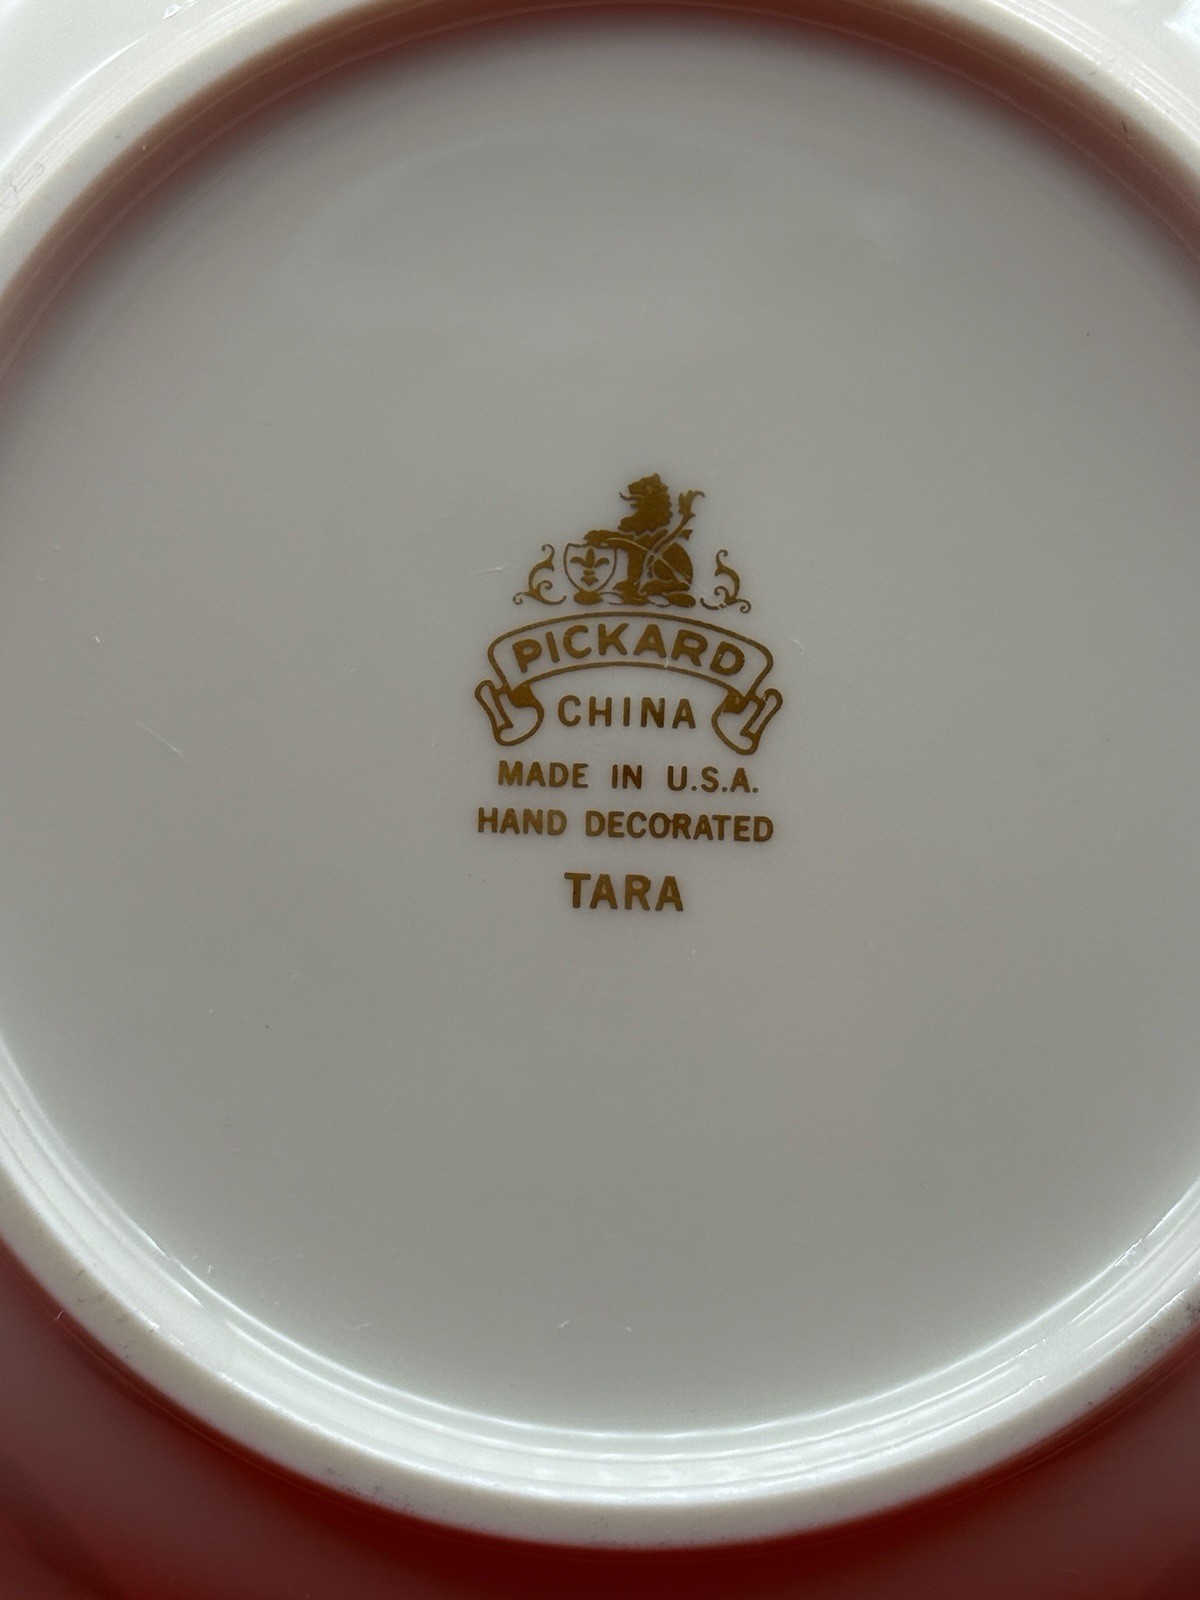 PICKARD
CHINA
MADE IN U.S.A.
HAND DECORATED
TARA